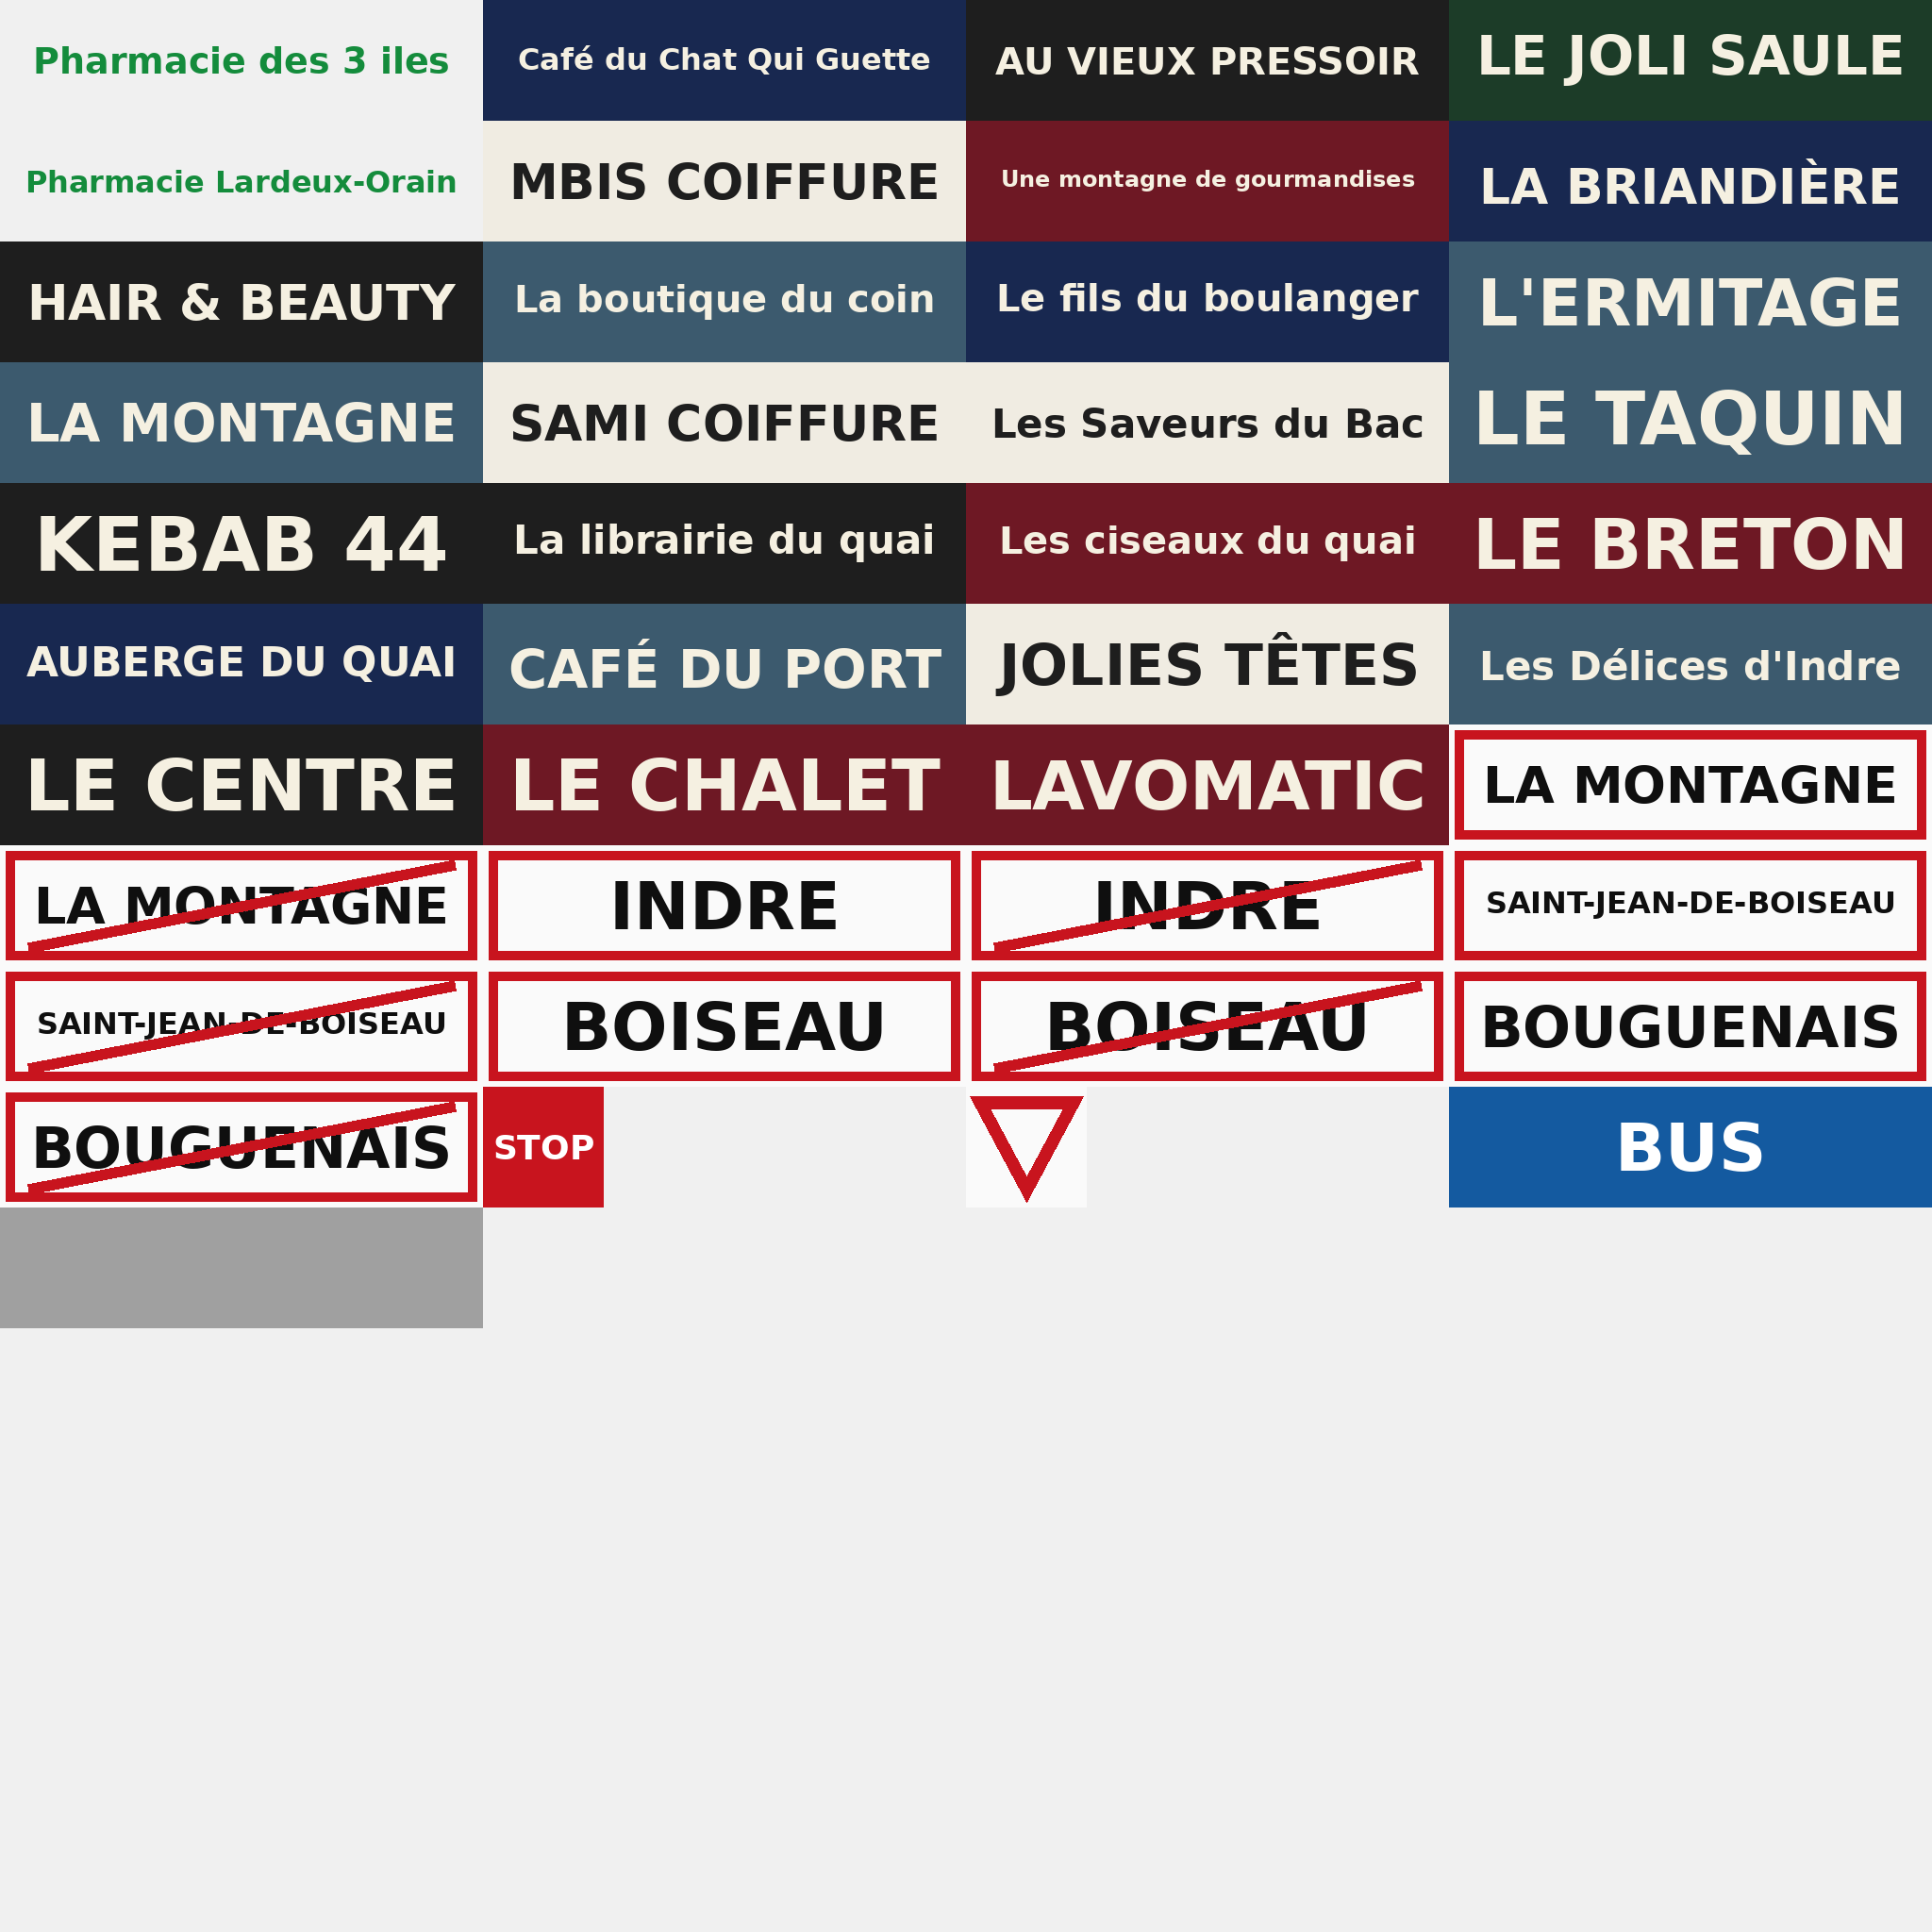 Pharmacie des 3 iles
Café du Chat Qui Guette
AU VIEUX PRESSOIR
LE JOLI SAULE
Pharmacie Lardeux-Orain
MBIS COIFFURE
Une montagne de gourmandises
LA BRIANDIÈRE
HAIR & BEAUTY
La boutique du coin
Le fils du boulanger
L'ERMITAGE
LA MONTAGNE
SAMI COIFFURE
Les Saveurs du Bac
LE TAQUIN
KEBAB 44
La librairie du quai
Les ciseaux du quai
LE BRETON
AUBERGE DU QUAI
CAFÉ DU PORT
JOLIES TÊTES
Les Délices d'Indre
LE CENTRE
LE CHALET
LAVOMATIC
LA MONTAGNE
LA MONTAGNE
INDRE
INDRE
SAINT-JEAN-DE-BOISEAU
SAINT-JEAN-DE-BOISEAU
BOISEAU
BOISEAU
BOUGUENAIS
BOUGUENAIS
STOP
BUS